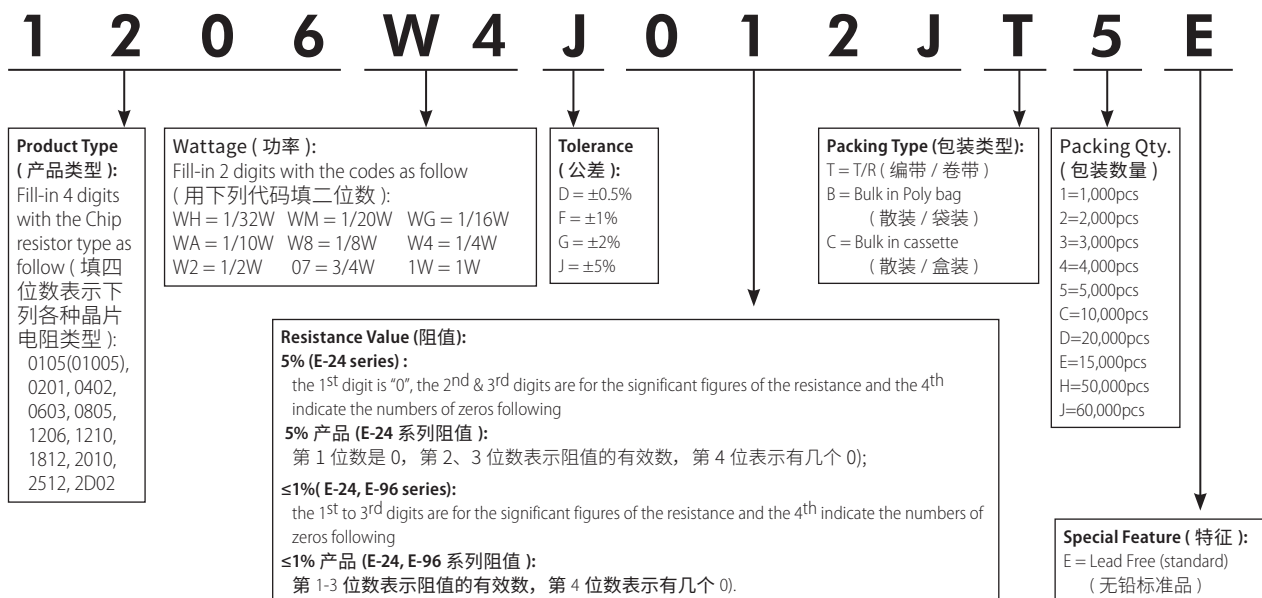 1 2 0 6 W 4 J 0 1 2 J T 5 E
Product Type
( 产品类型 ):
Fill-in 4 digits
with the Chip
resistor type as
follow ( 填四
位数表示下
列各种晶片
电阻类型 ):
0105(01005),
0201, 0402,
0603, 0805,
1206, 1210,
1812, 2010,
2512, 2D02
Wattage ( 功率 ):
Fill-in 2 digits with the codes as follow
( 用下列代码填二位数 ):
WH = 1/32W WM = 1/20W WG = 1/16W
WA = 1/10W W8 = 1/8W W4 = 1/4W
W2 = 1/2W 07 = 3/4W 1W = 1W
Tolerance
( 公差 ):
D = ±0.5%
F = ±1%
G = ±2%
J = ±5%
Resistance Value (阻值):
5% (E-24 series) :
the 1st digit is “0”, the 2nd & 3rd digits are for the significant figures of the resistance and the 4th
indicate the numbers of zeros following
5% 产品 (E-24 系列阻值 ):
第 1 位数是 0，第 2、3 位数表示阻值的有效数，第 4 位表示有几个 0);
≤1%( E-24, E-96 series):
the 1st to 3rd digits are for the significant figures of the resistance and the 4th indicate the numbers of
zeros following
≤1% 产品 (E-24, E-96 系列阻值 ):
第 1-3 位数表示阻值的有效数，第 4 位数表示有几个 0).
Packing Type (包装类型):
T = T/R ( 编带 / 卷带 )
B = Bulk in Poly bag
( 散装 / 袋装 )
C = Bulk in cassette
( 散装 / 盒装 )
Packing Qty.
( 包装数量 )
1=1,000pcs
2=2,000pcs
3=3,000pcs
4=4,000pcs
5=5,000pcs
C=10,000pcs
D=20,000pcs
E=15,000pcs
H=50,000pcs
J=60,000pcs
Special Feature ( 特征 ):
E = Lead Free (standard)
( 无铅标准品 )